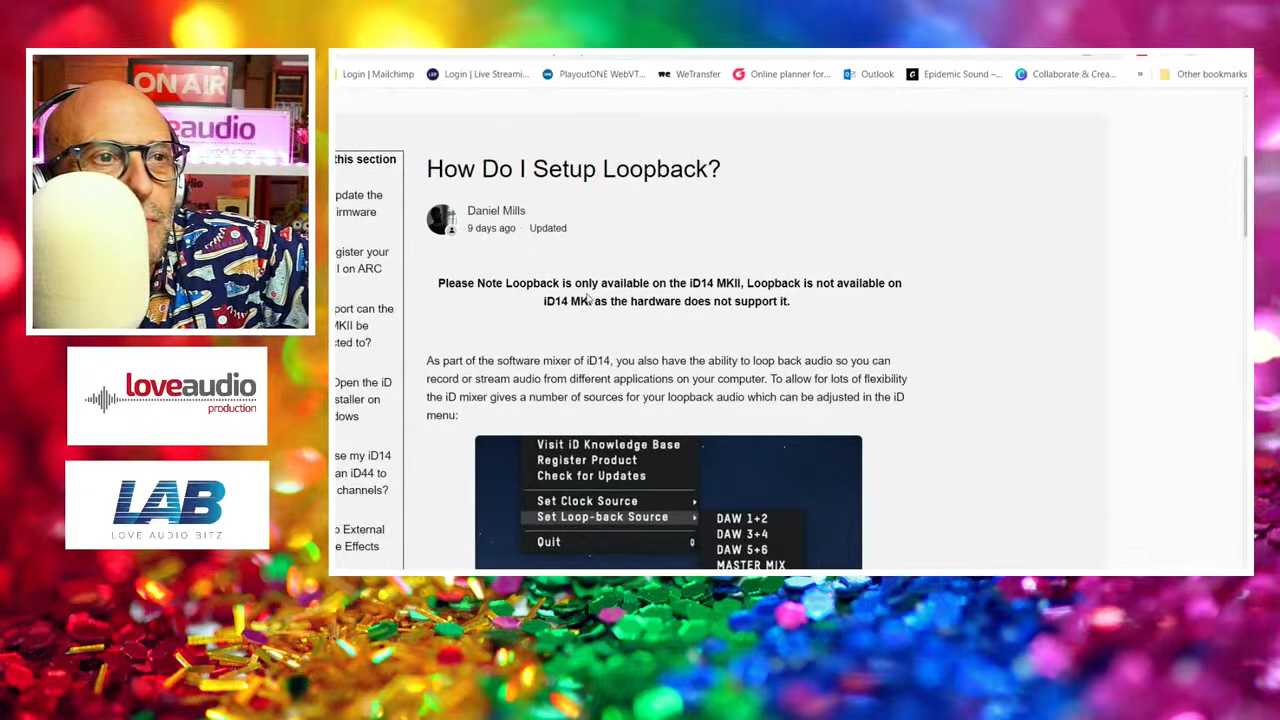 ON AIR
veaudio
production
loveaudio
production
LAB
LOVE AUDIO BITZ
Login | Mailchimp
Login | Live Streami...
PlayoutONE WebVT...
WeTransfer
Online planner for...
Outlook
Epidemic Sound –...
Collaborate & Crea...
»
Other bookmarks
this section
pdate the
irmware
gister your
I on ARC
port can the
MKII be
cted to?
Open the iD
staller on
dows
se my iD14
an iD44 to
channels?
o External
e Effects
How Do I Setup Loopback?
Daniel Mills
9 days ago · Updated
Please Note Loopback is only available on the iD14 MKII, Loopback is not available on
iD14 MK as the hardware does not support it.
As part of the software mixer of iD14, you also have the ability to loop back audio so you can
record or stream audio from different applications on your computer. To allow for lots of flexibility
the iD mixer gives a number of sources for your loopback audio which can be adjusted in the iD
menu:
Visit iD Knowledge Base
Register Product
Check for Updates
Set Clock Source
Set Loop-back Source
Quit
DAW 1+2
DAW 3+4
DAW 5+6
MASTER MIX